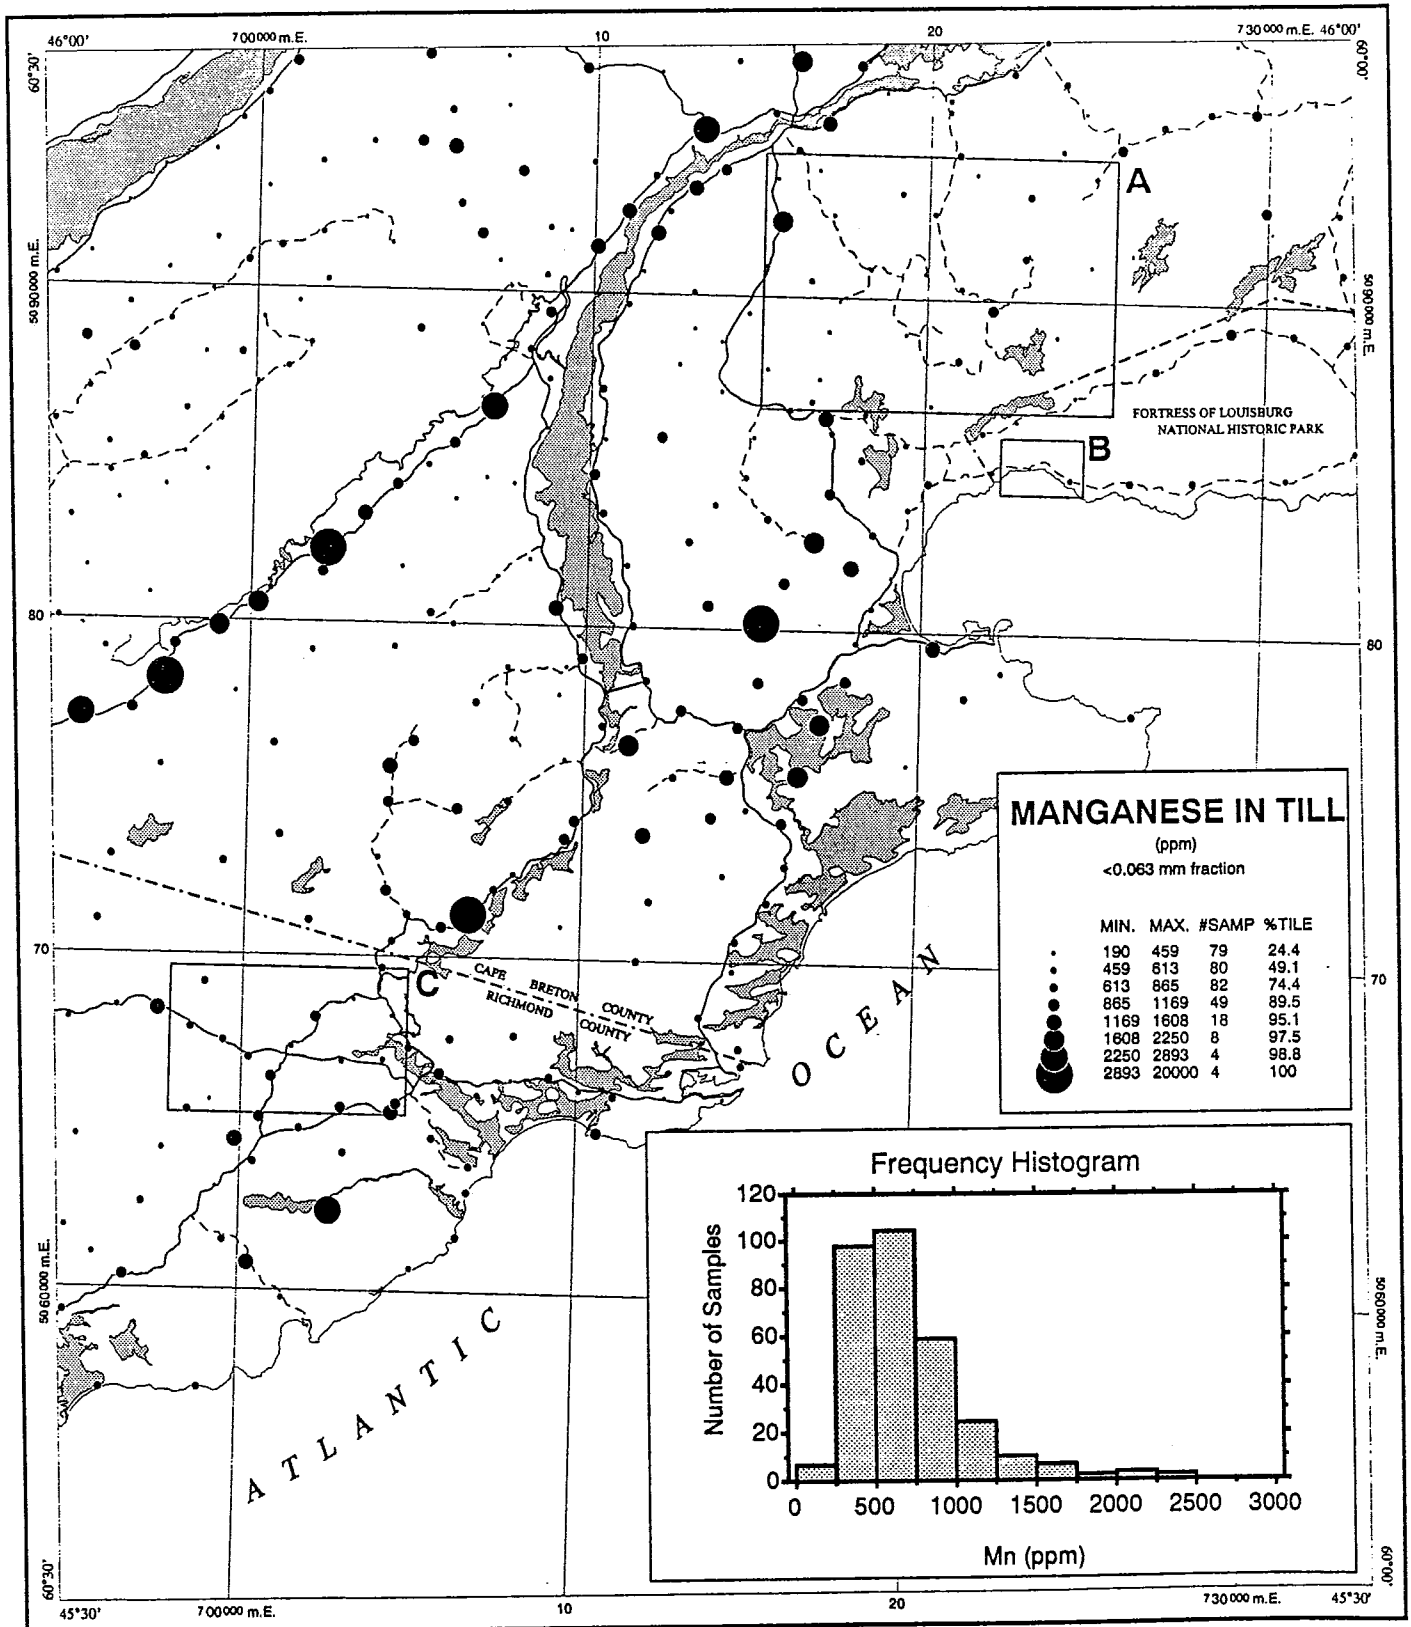 46°00'
700000 m.E.
10
20
730000 m.E. 46°00'
60°30'
60°00'
A
5090000 m.E.
5090000 m.E.
FORTRESS OF LOUISBURG
NATIONAL HISTORIC PARK
B
80
80
MANGANESE IN TILL
(ppm)
<0.063 mm fraction
MIN. MAX. #SAMP %TILE
190 459 79 24.4
459 613 80 49.1
613 865 82 74.4
865 1169 49 89.5
1169 1608 18 95.1
1608 2250 8 97.5
2250 2893 4 98.8
2893 20000 4 100
70
70
C
CAPE BRETON COUNTY
RICHMOND COUNTY
ATLANTIC OCEAN
5060000 m.E.
5060000 m.E.
Frequency Histogram
Number of Samples
120
100
80
60
40
20
0
0 500 1000 1500 2000 2500 3000
Mn (ppm)
60°30'
60°00'
45°30'
700000 m.E.
10
20
730000 m.E. 45°30'